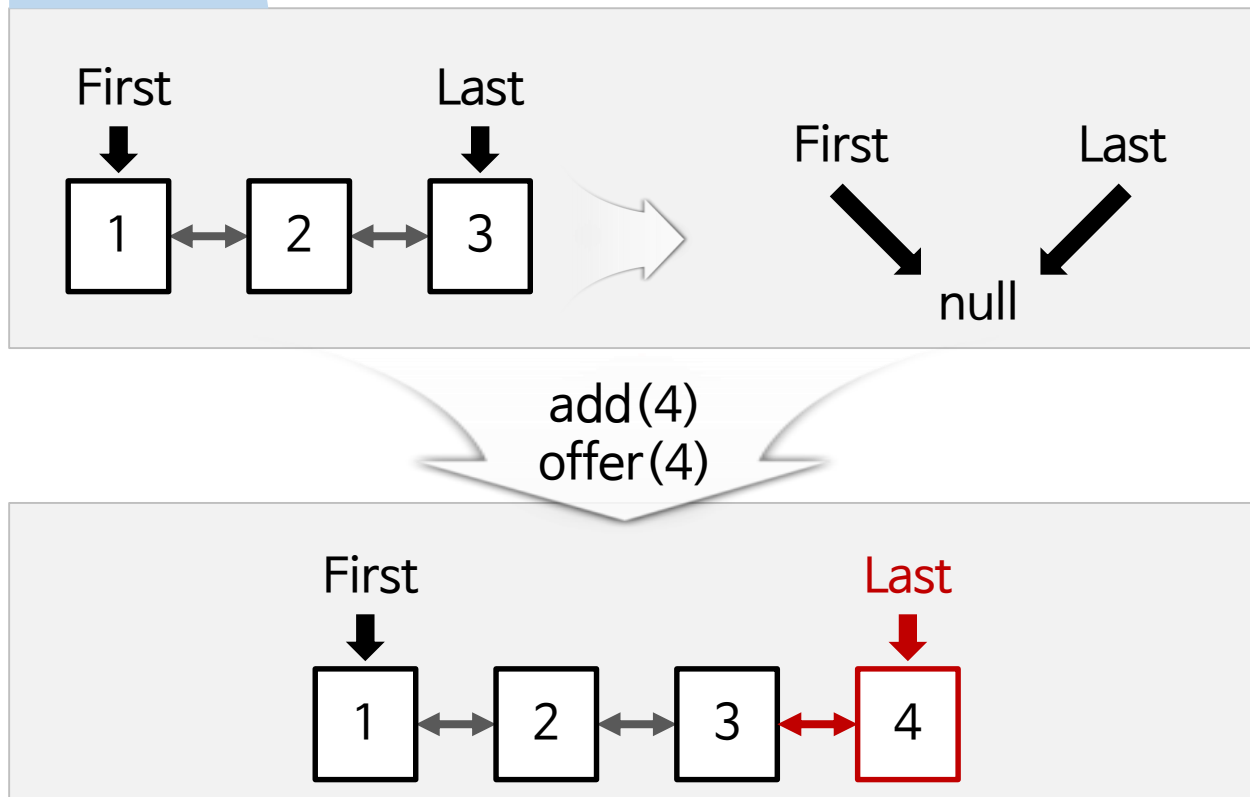 First Last
1 2 3
First Last
null
add(4)
offer(4)
First Last
1 2 3 4